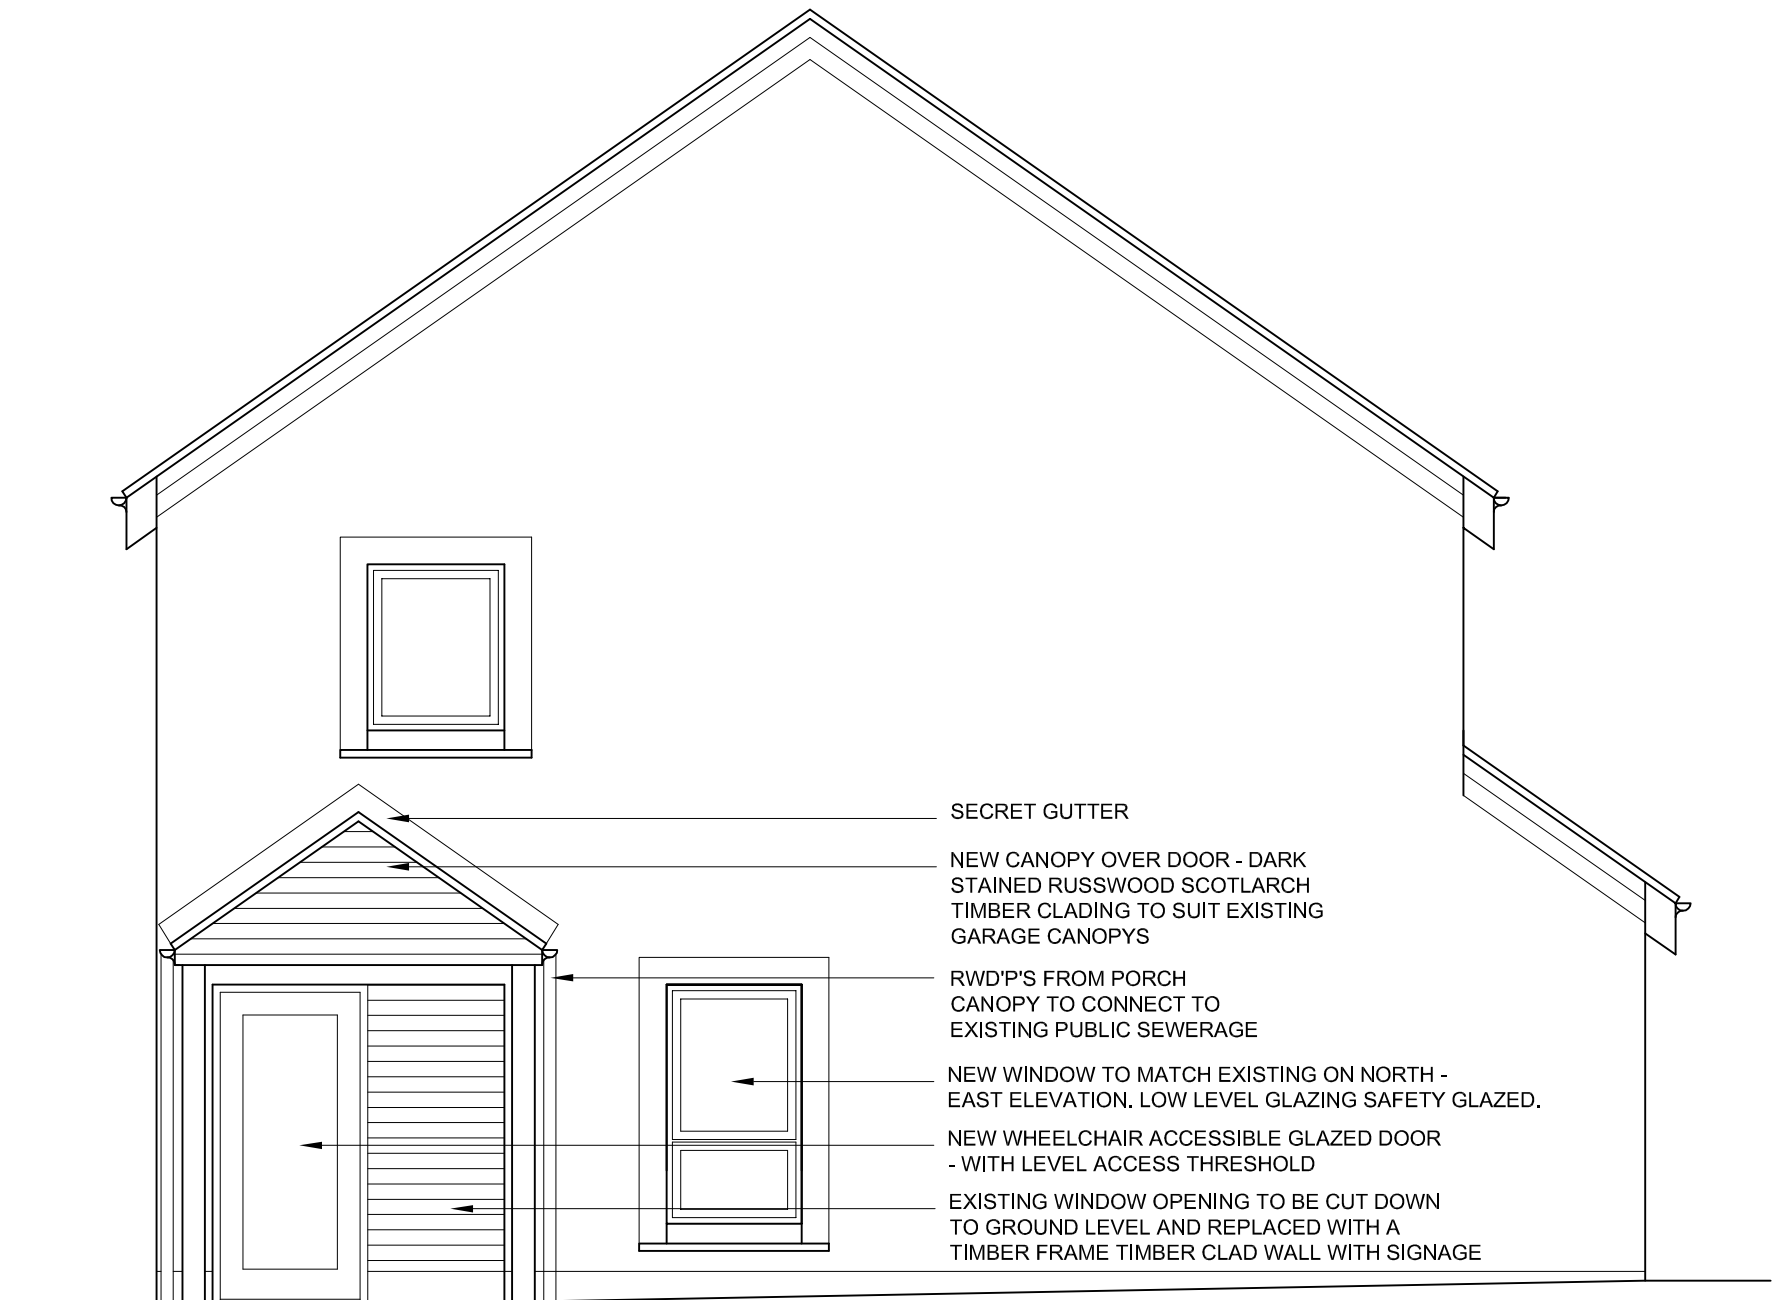 SECRET GUTTER
NEW CANOPY OVER DOOR - DARK
STAINED RUSSWOOD SCOTLARCH
TIMBER CLADING TO SUIT EXISTING
GARAGE CANOPYS
RWD'P'S FROM PORCH
CANOPY TO CONNECT TO
EXISTING PUBLIC SEWERAGE
NEW WINDOW TO MATCH EXISTING ON NORTH -
EAST ELEVATION. LOW LEVEL GLAZING SAFETY GLAZED.
NEW WHEELCHAIR ACCESSIBLE GLAZED DOOR
- WITH LEVEL ACCESS THRESHOLD
EXISTING WINDOW OPENING TO BE CUT DOWN
TO GROUND LEVEL AND REPLACED WITH A
TIMBER FRAME TIMBER CLAD WALL WITH SIGNAGE